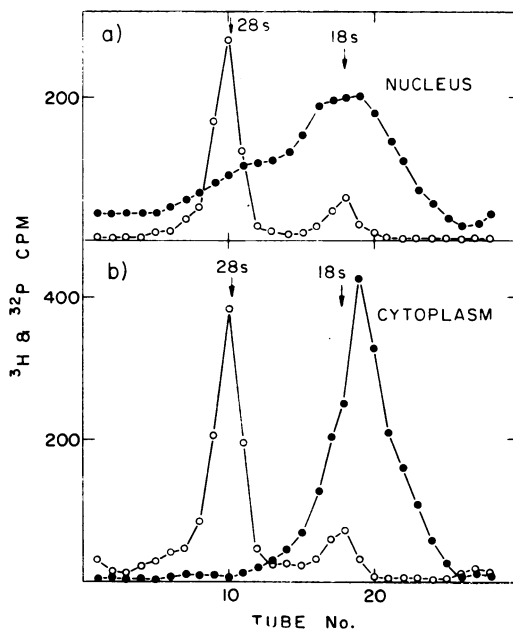 a)
28s
18s
NUCLEUS
200
b)
28s
18s
CYTOPLASM
400
200
10
20
³H & ³²P CPM
TUBE No.